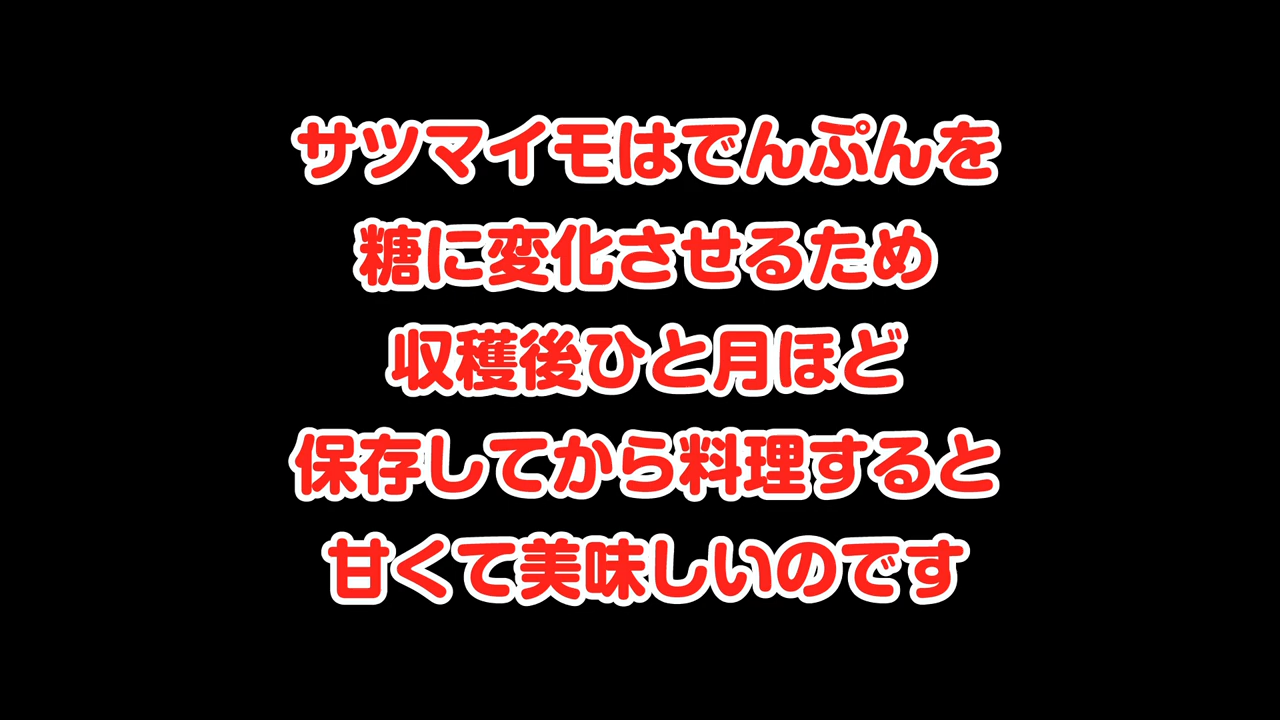 サツマイモはでんぷんを
糖に変化させるため
収穫後ひと月ほど
保存してから料理すると
甘くて美味しいのです